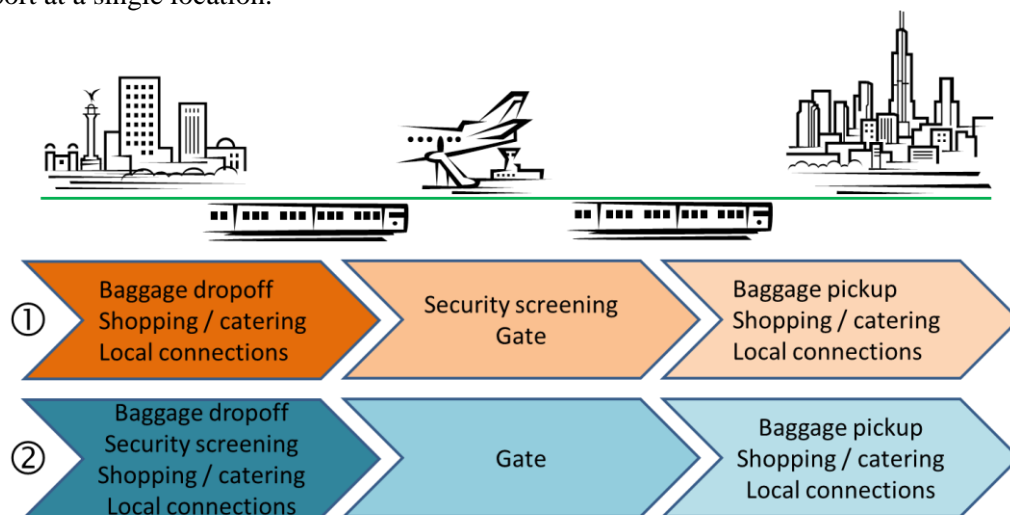 ort at a single location.
①
Baggage dropoff
Shopping / catering
Local connections
Security screening
Gate
Baggage pickup
Shopping / catering
Local connections
②
Baggage dropoff
Security screening
Shopping / catering
Local connections
Gate
Baggage pickup
Shopping / catering
Local connections